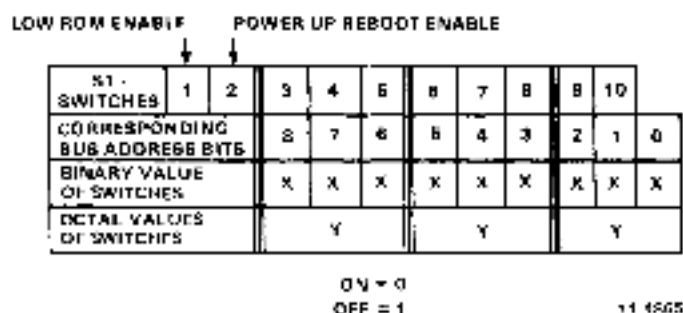 LOW ROM ENABLE POWER UP REBOOT ENABLE
S1 - SWITCHES 1 2 3 4 5 6 7 8 9 10
CORRESPONDING BUS ADDRESS BITS 8 7 6 5 4 3 2 1 0
BINARY VALUE OF SWITCHES X X X X X X X X X
OCTAL VALUES OF SWITCHES Y Y Y
ON = 0
OFF = 1